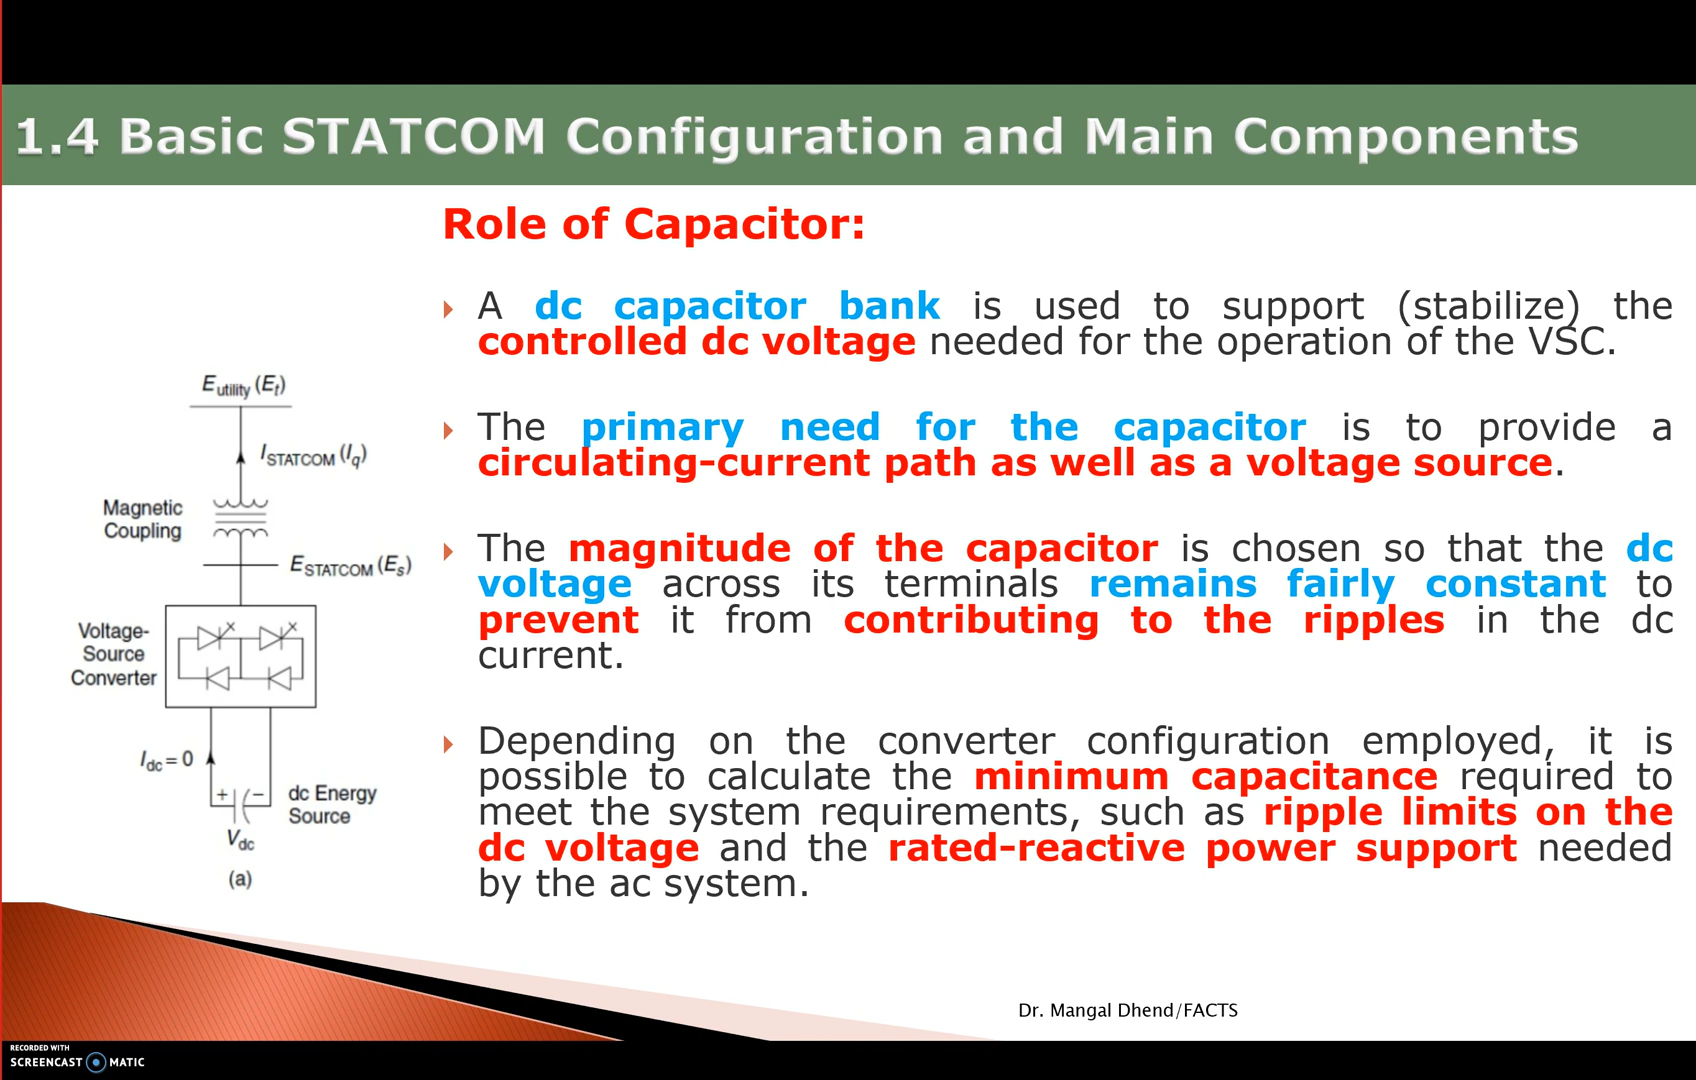 1.4 Basic STATCOM Configuration and Main Components
Role of Capacitor:
A dc capacitor bank is used to support (stabilize) the
controlled dc voltage needed for the operation of the VSC.
The primary need for the capacitor is to provide a
circulating-current path as well as a voltage source.
The magnitude of the capacitor is chosen so that the dc
voltage across its terminals remains fairly constant to
prevent it from contributing to the ripples in the dc
current.
Depending on the converter configuration employed, it is
possible to calculate the minimum capacitance required to
meet the system requirements, such as ripple limits on the
dc voltage and the rated-reactive power support needed
by the ac system.
E utility (Et)
I STATCOM (Iq)
Magnetic
Coupling
E STATCOM (Es)
Voltage-
Source
Converter
Idc = 0
+ −
dc Energy
Source
Vdc
(a)
Dr. Mangal Dhend/FACTS
RECORDED WITH
SCREENCAST MATIC